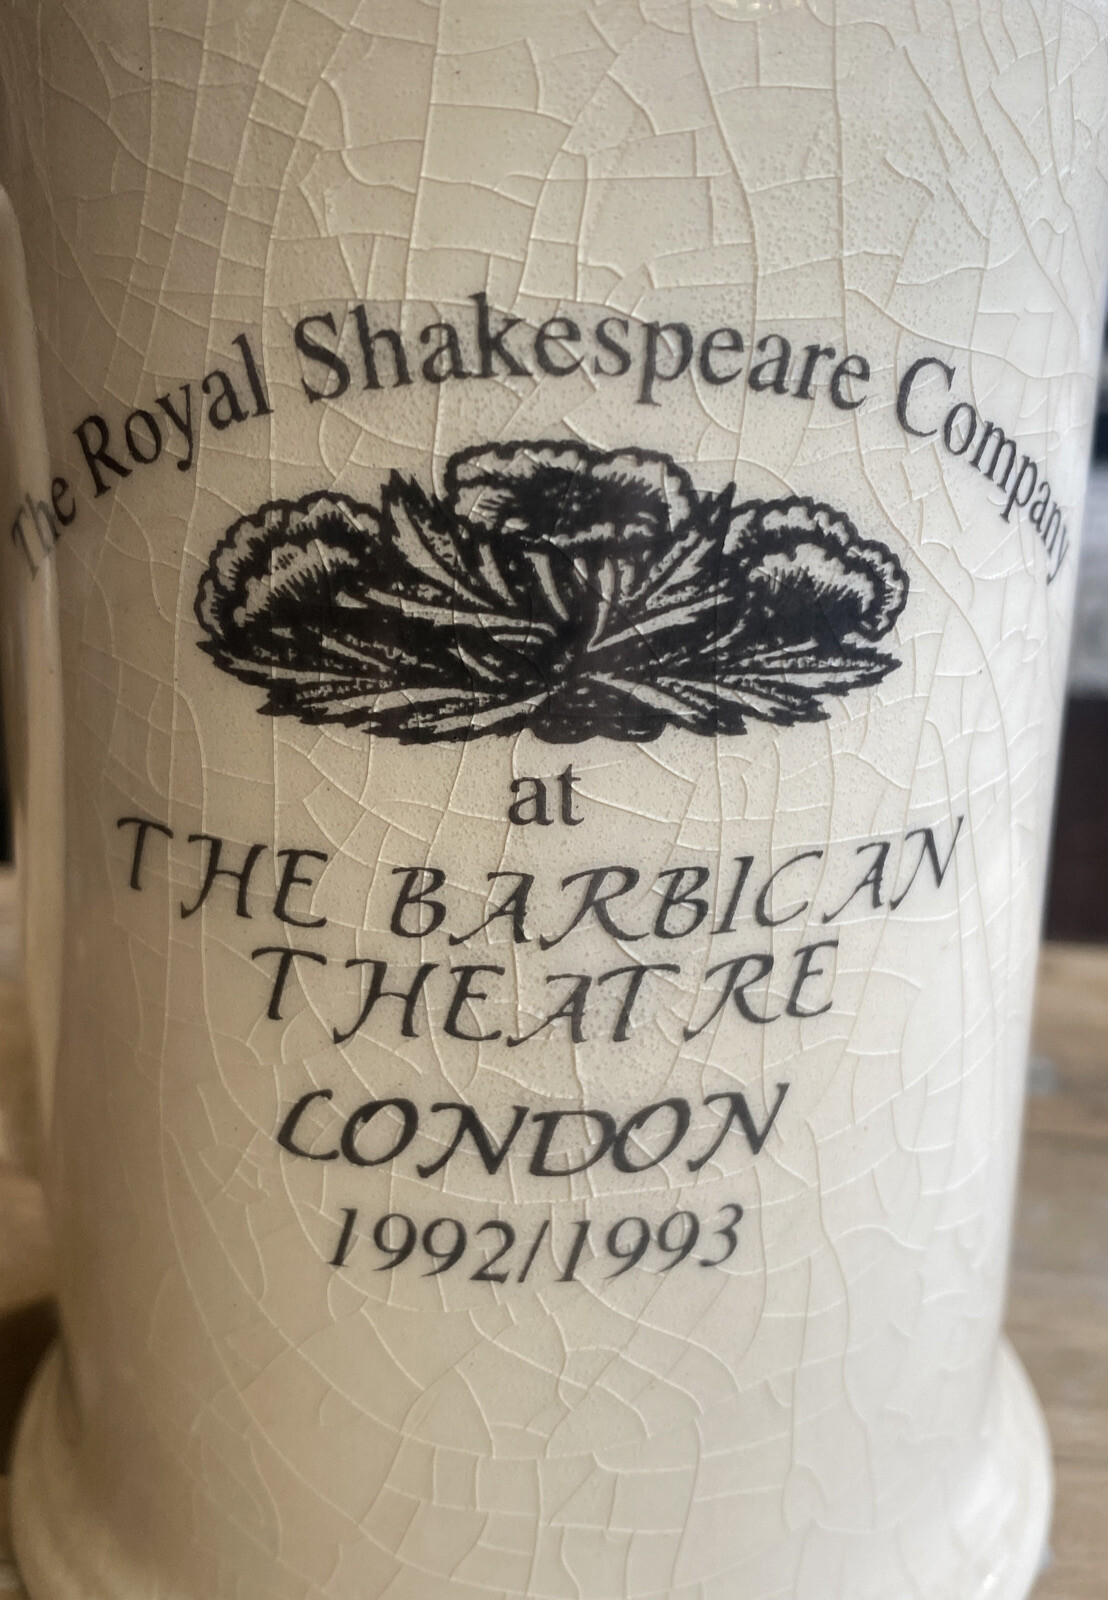 The Royal Shakespeare Company
at
THE BARBICAN
THEATRE
LONDON
1992/1993